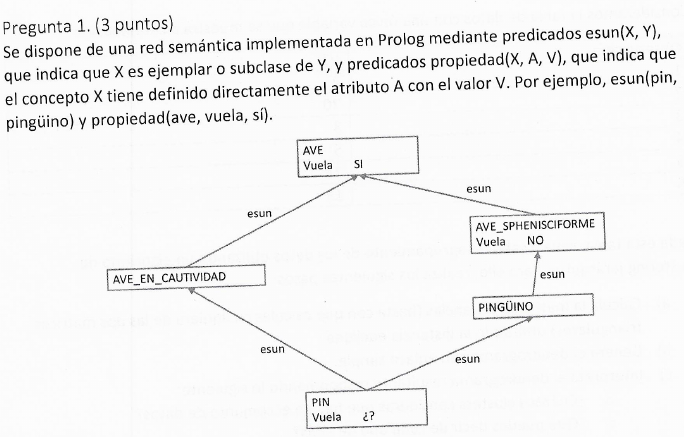 Pregunta 1. (3 puntos)
Se dispone de una red semántica implementada en Prolog mediante predicados esun(X, Y),
que indica que X es ejemplar o subclase de Y, y predicados propiedad(X, A, V), que indica que
el concepto X tiene definido directamente el atributo A con el valor V. Por ejemplo, esun(pin,
pingüino) y propiedad(ave, vuela, sí).
AVE
Vuela SI
esun
esun
AVE_SPHENISCIFORME
Vuela NO
AVE_EN_CAUTIVIDAD
esun
PINGÜINO
esun
esun
PIN
Vuela ¿?